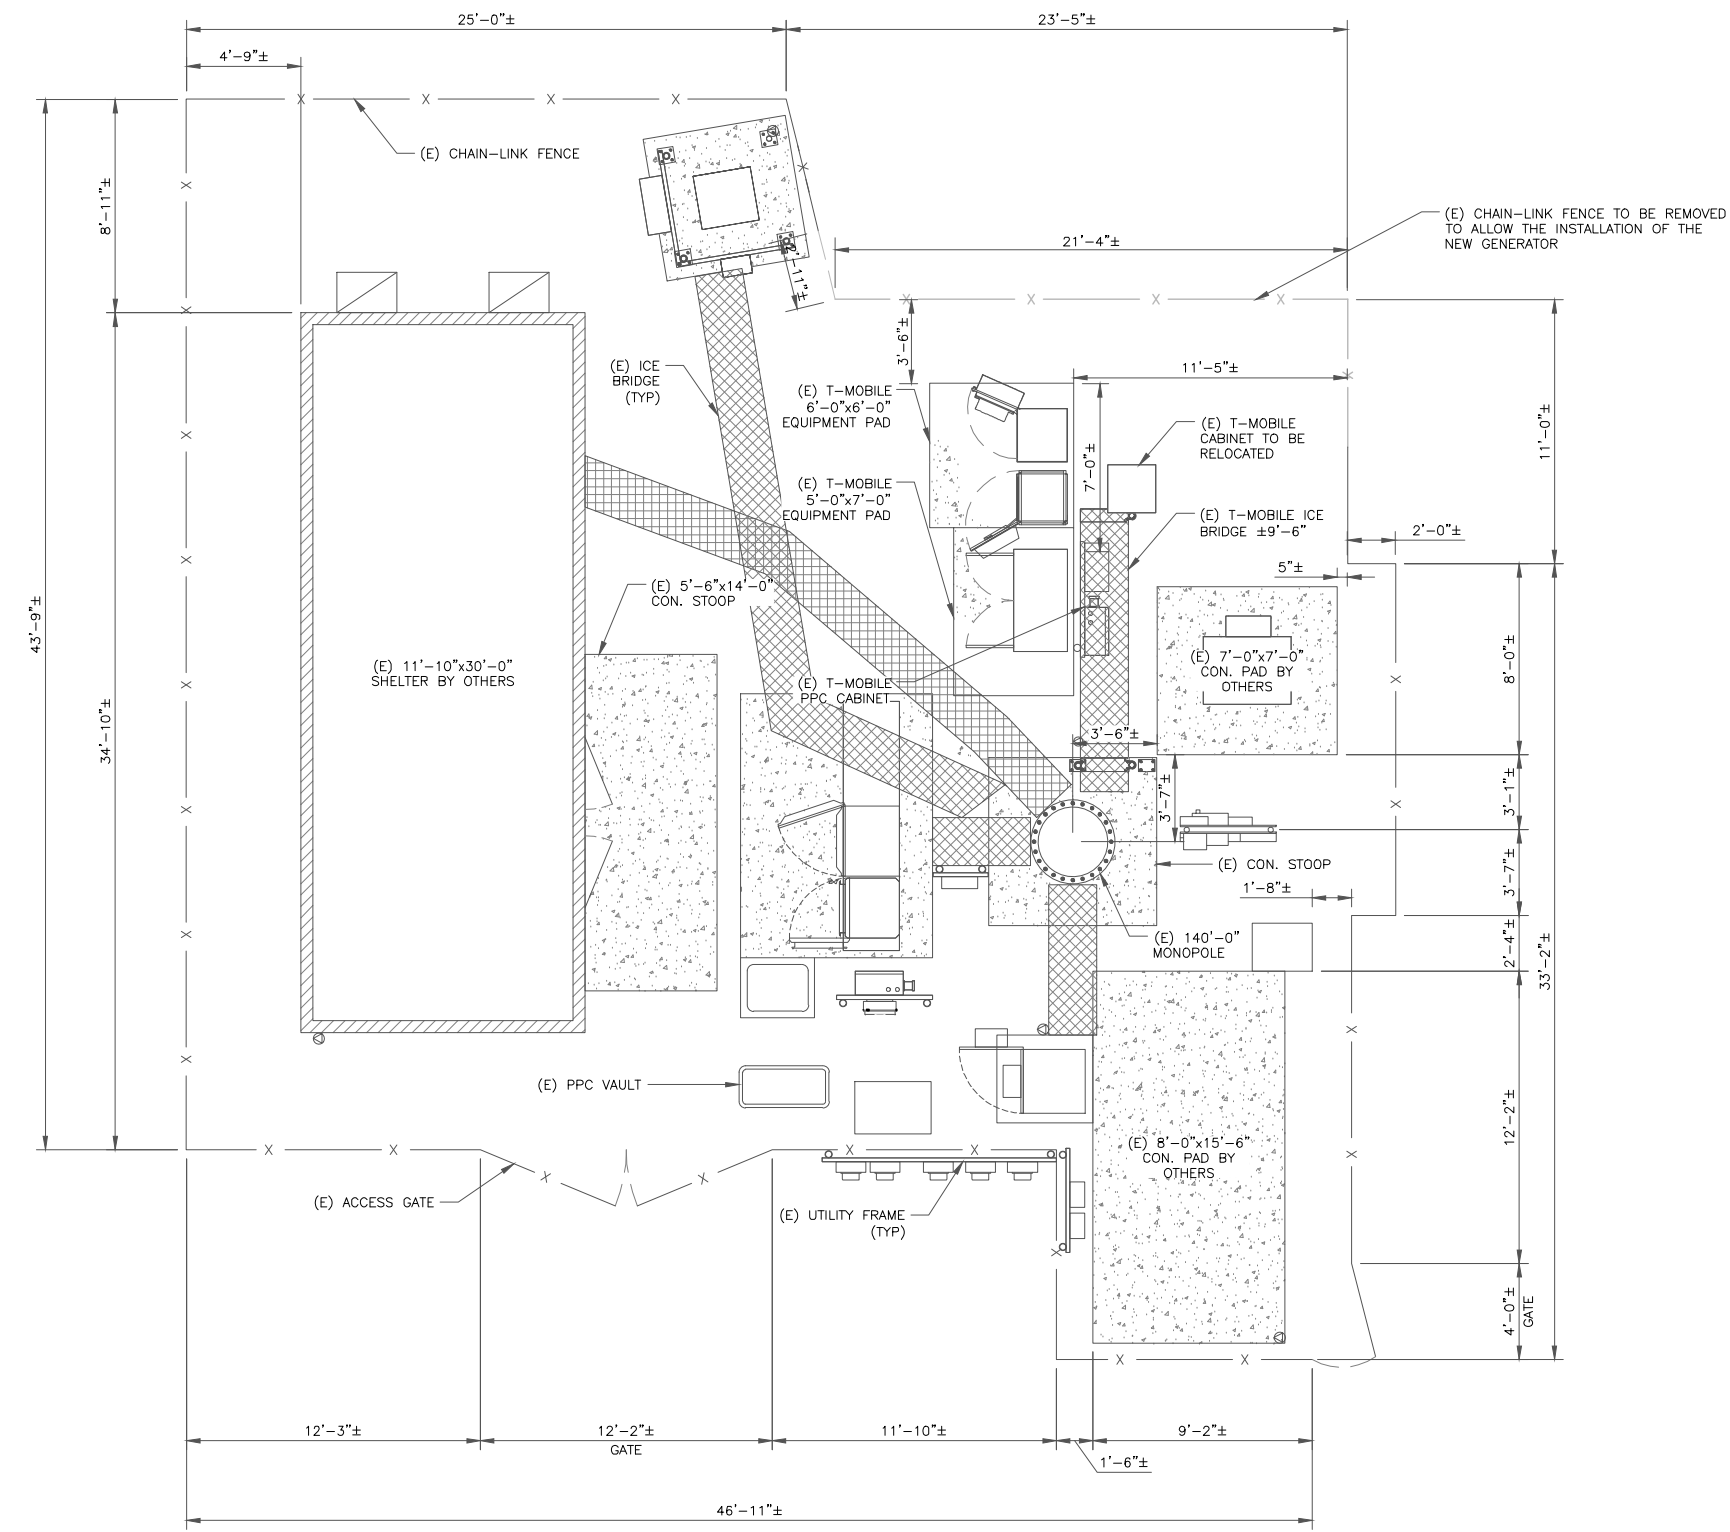 25'-0"±
23'-5"±
4'-9"±
(E) CHAIN-LINK FENCE
8'-11"±
(E) CHAIN-LINK FENCE TO BE REMOVED
TO ALLOW THE INSTALLATION OF THE
NEW GENERATOR
21'-4"±
2'-11"±
3'-6"±
(E) ICE
BRIDGE
(TYP)
11'-5"±
(E) T-MOBILE
6'-0"x6'-0"
EQUIPMENT PAD
(E) T-MOBILE
CABINET TO BE
RELOCATED
11'-0"±
7'-0"±
(E) T-MOBILE
5'-0"x7'-0"
EQUIPMENT PAD
(E) T-MOBILE ICE
BRIDGE ±9'-6"
2'-0"±
5"±
(E) 5'-6"x14'-0"
CON. STOOP
43'-9"±
(E) 11'-10"x30'-0"
SHELTER BY OTHERS
(E) 7'-0"x7'-0"
CON. PAD BY
OTHERS
8'-0"±
(E) T-MOBILE
PPC CABINET
34'-10"±
3'-6"±
3'-7"±
3'-1"±
(E) CON. STOOP
3'-7"±
1'-8"±
(E) 140'-0"
MONOPOLE
2'-4"±
33'-2"±
(E) PPC VAULT
12'-2"±
(E) 8'-0"x15'-6"
CON. PAD BY
OTHERS
(E) ACCESS GATE
(E) UTILITY FRAME
(TYP)
4'-0"±
GATE
12'-3"±
12'-2"±
GATE
11'-10"±
9'-2"±
1'-6"±
46'-11"±